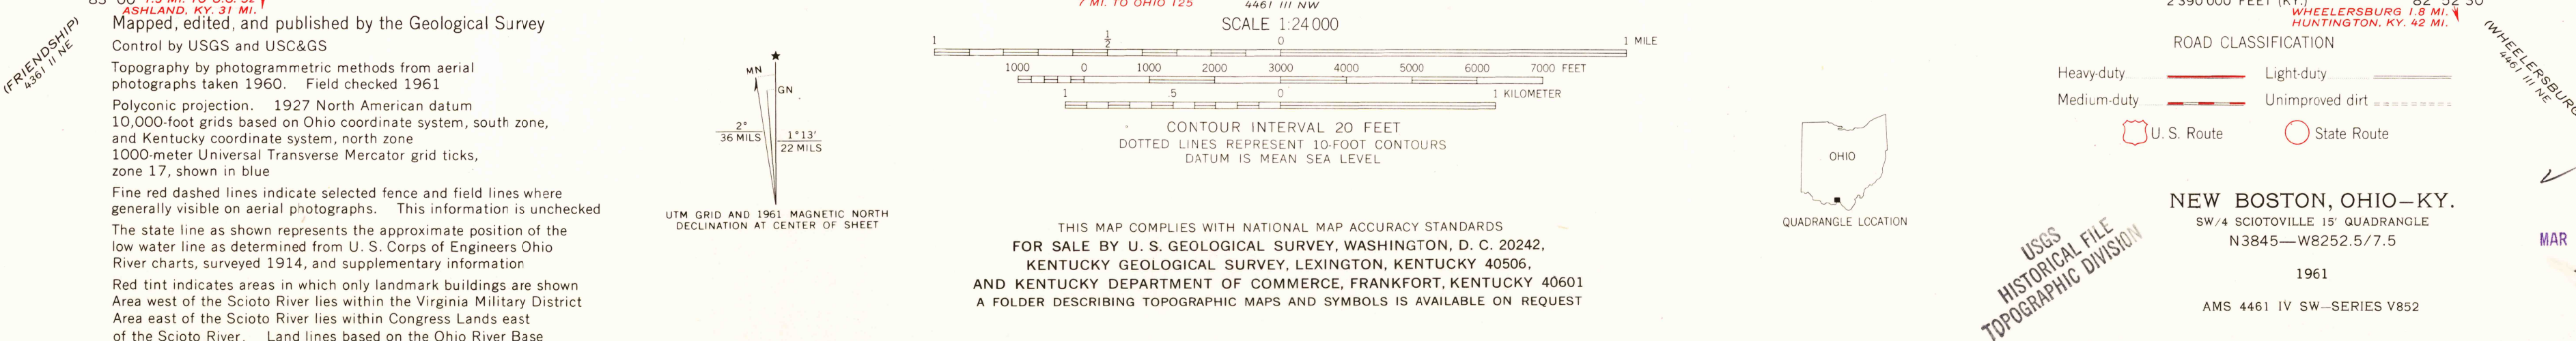 ASHLAND, KY. 31 MI.
(FRIENDSHIP)
4361 II NE
Mapped, edited, and published by the Geological Survey
Control by USGS and USC&GS
Topography by photogrammetric methods from aerial
photographs taken 1960. Field checked 1961
Polyconic projection. 1927 North American datum
10,000-foot grids based on Ohio coordinate system, south zone,
and Kentucky coordinate system, north zone
1000-meter Universal Transverse Mercator grid ticks,
zone 17, shown in blue
Fine red dashed lines indicate selected fence and field lines where
generally visible on aerial photographs. This information is unchecked
The state line as shown represents the approximate position of the
low water line as determined from U. S. Corps of Engineers Ohio
River charts, surveyed 1914, and supplementary information
Red tint indicates areas in which only landmark buildings are shown
Area west of the Scioto River lies within the Virginia Military District
Area east of the Scioto River lies within Congress Lands east
of the Scioto River. Land lines based on the Ohio River Base
MN
GN
2°
36 MILS
1°13′
22 MILS
UTM GRID AND 1961 MAGNETIC NORTH
DECLINATION AT CENTER OF SHEET
7 MI. TO OHIO 125
4461 III NW
SCALE 1:24 000
1 ½ 0 1 MILE
1000 0 1000 2000 3000 4000 5000 6000 7000 FEET
1 .5 0 1 KILOMETER
CONTOUR INTERVAL 20 FEET
DOTTED LINES REPRESENT 10-FOOT CONTOURS
DATUM IS MEAN SEA LEVEL
THIS MAP COMPLIES WITH NATIONAL MAP ACCURACY STANDARDS
FOR SALE BY U. S. GEOLOGICAL SURVEY, WASHINGTON, D. C. 20242,
KENTUCKY GEOLOGICAL SURVEY, LEXINGTON, KENTUCKY 40506,
AND KENTUCKY DEPARTMENT OF COMMERCE, FRANKFORT, KENTUCKY 40601
A FOLDER DESCRIBING TOPOGRAPHIC MAPS AND SYMBOLS IS AVAILABLE ON REQUEST
OHIO
QUADRANGLE LOCATION
2 390 000 FEET (KY.)
82° 52′ 30″
WHEELERSBURG 1.8 MI.
HUNTINGTON, KY. 42 MI.
(WHEELERSBURG)
4461 III NE
ROAD CLASSIFICATION
Heavy-duty Light-duty
Medium-duty Unimproved dirt
U. S. Route State Route
USGS
HISTORICAL FILE
TOPOGRAPHIC DIVISION
NEW BOSTON, OHIO—KY.
SW/4 SCIOTOVILLE 15′ QUADRANGLE
N3845—W8252.5/7.5
1961
AMS 4461 IV SW—SERIES V852
MAR